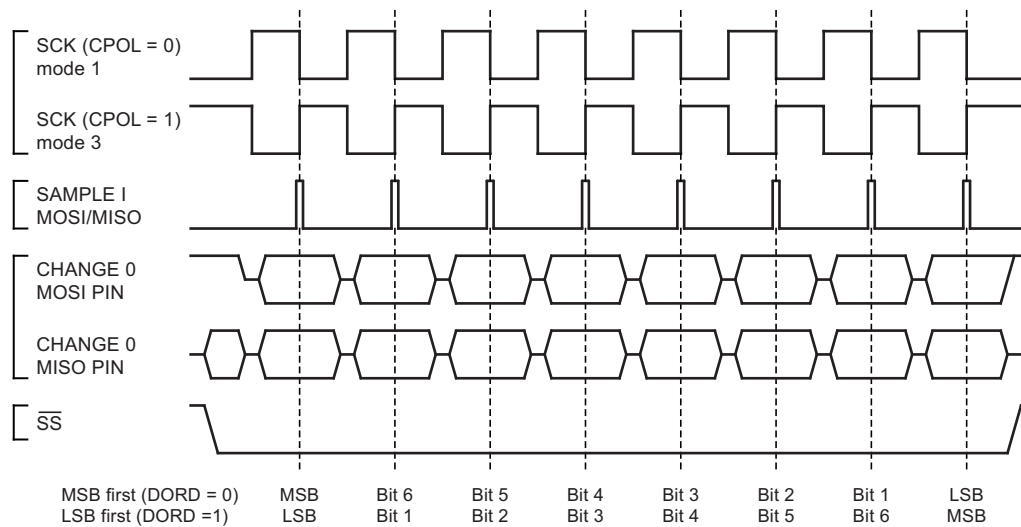 SCK (CPOL = 0)
mode 1
SCK (CPOL = 1)
mode 3
SAMPLE I
MOSI/MISO
CHANGE 0
MOSI PIN
CHANGE 0
MISO PIN
SS
MSB first (DORD = 0) MSB Bit 6 Bit 5 Bit 4 Bit 3 Bit 2 Bit 1 LSB
LSB first (DORD =1) LSB Bit 1 Bit 2 Bit 3 Bit 4 Bit 5 Bit 6 MSB